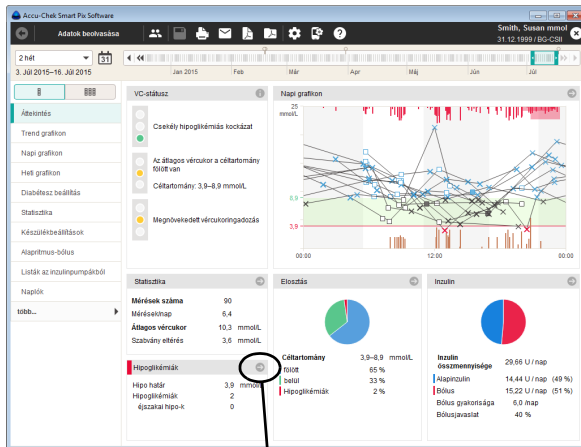 Accu-Chek Smart Pix Software
Adatok beolvasása
Smith, Susan mmol
31.12.1999 / BG-CSII
2 hét
31
3. Júl 2015–16. Júl 2015
Jan 2015 Feb Már Ápr Máj Jún Júl
Áttekintés
Trend grafikon
Napi grafikon
Heti grafikon
Diabétesz beállítás
Statisztika
Készülékbeállítások
Alapritmus-bólus
Listák az inzulinpumpákból
Naplók
több...
VC-státusz
Csekély hipoglikémiás kockázat
Az átlagos vércukor a céltartomány
fölött van
Céltartomány: 3,9–8,9 mmol/L
Megnövekedett vércukoringadozás
Napi grafikon
25
mmol/L
8,9
3,9
00:00 12:00 00:00
Statisztika
Mérések száma 90
Mérések/nap 6,4
Átlagos vércukor 10,3 mmol/L
Szabvány eltérés 3,6 mmol/L
Hipoglikémiák
Hipo határ 3,9 mmol/L
Hipoglikémiák 2
éjszakai hipo-k 0
Elosztás
Céltartomány 3,9–8,9 mmol/L
fölött 65 %
belül 33 %
Hipoglikémiák 2 %
Inzulin
Inzulin
összmennyisége 29,66 U / nap
Alapinzulin 14,44 U / nap (49 %)
Bólus 15,22 U / nap (51 %)
Bólus gyakorisága 6,0 /nap
Bólusjavaslat 40 %